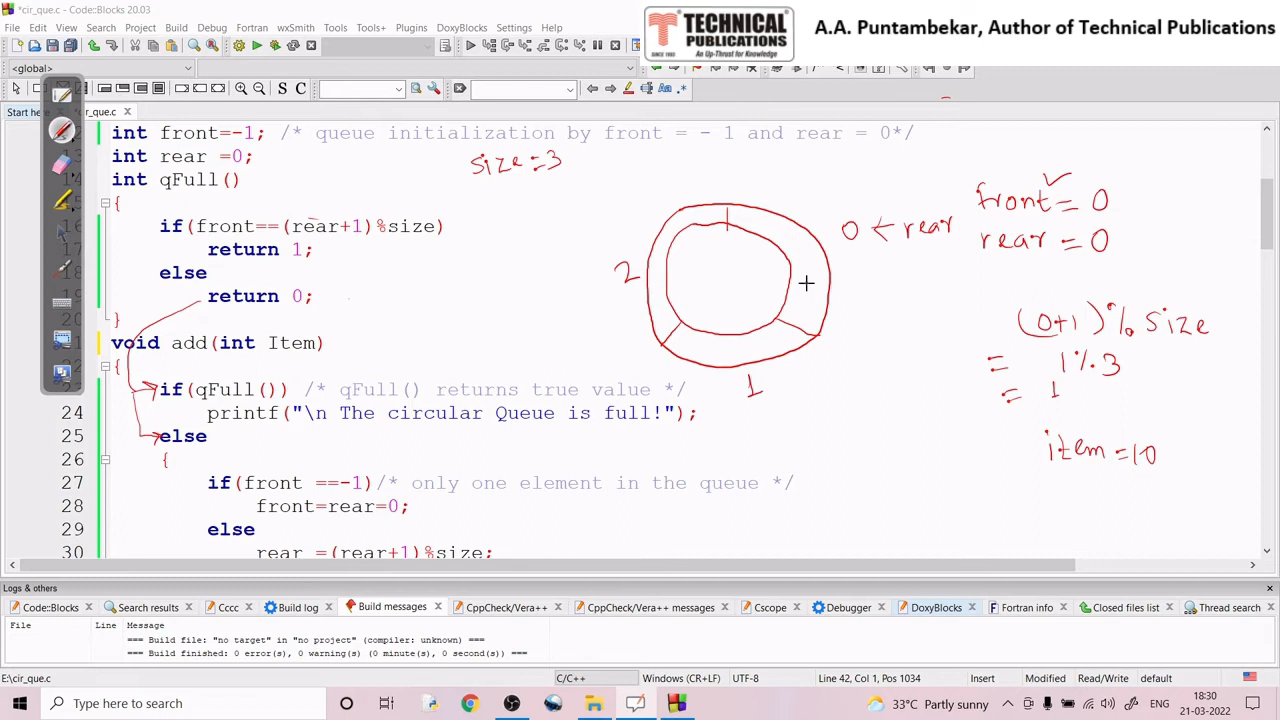 *cir_que.c - Code::Blocks 20.03
File Edit View Search Project Build Debug Fortran wxSmith Tools Tools+ Plugins DoxyBlocks Settings
TECHNICAL
PUBLICATIONS
SINCE 1993 An Up-Thrust for Knowledge
A.A. Puntambekar, Author of Technical Publications
S C
Start here
*cir_que.c
int front=-1; /* queue initialization by front = - 1 and rear = 0*/
int rear =0;
size=3
14 int qFull()
{
16 if(front==(rear+1)%size)
return 1;
18 else
19 return 0;
}
void add(int Item)
22 {
23 if(qFull()) /* qFull() returns true value */
24 printf("\n The circular Queue is full!");
25 else
26 {
27 if(front ==-1)/* only one element in the queue */
28 front=rear=0;
29 else
30 rear =(rear+1)%size;
front = 0
0 ← rear
rear = 0
2
1
(0+1)% size
= 1%3
= 1
item=10
Logs & others
Code::Blocks Search results Cccc Build log Build messages CppCheck/Vera++ CppCheck/Vera++ messages Cscope Debugger DoxyBlocks Fortran info Closed files list Thread search
File Line Message
=== Build file: "no target" in "no project" (compiler: unknown) ===
=== Build finished: 0 error(s), 0 warning(s) (0 minute(s), 0 second(s)) ===
E:\cir_que.c C/C++ Windows (CR+LF) UTF-8 Line 42, Col 1, Pos 1034 Insert Modified Read/Write default
Type here to search
33°C Partly sunny
ENG
18:30
21-03-2022